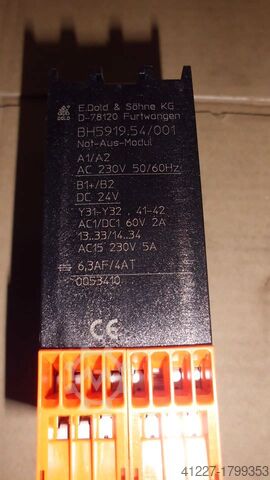 DOLD
E.Dold & Söhne KG
D-78120 Furtwangen
BH5919.54/001
Not-Aus-Modul
A1/A2
AC 230V 50/60Hz
B1+/B2
DC 24V
Y31-Y32 . 41-42
AC1/DC1 60V 2A
13..33/14..34
AC15 230V 5A
6,3AF/4AT
0053410
CE
41227-1799353